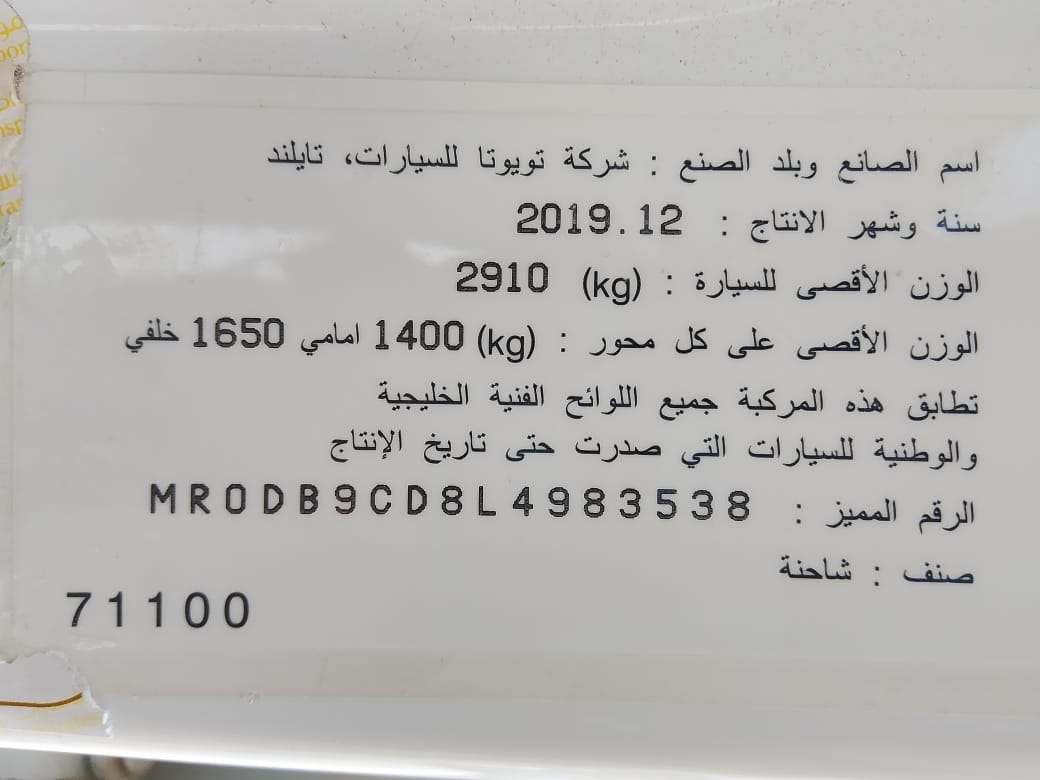 اسم الصانع وبلد الصنع : شركة تويوتا للسيارات، تايلند
سنة وشهر الانتاج : 2019.12
الوزن الأقصى للسيارة : (kg) 2910
الوزن الأقصى على كل محور : (kg) 1400 امامي 1650 خلفي
تطابق هذه المركبة جميع اللوائح الفنية الخليجية
والوطنية للسيارات التي صدرت حتى تاريخ الإنتاج
الرقم المميز : MR0DB9CD8L4983538
صنف : شاحنة
71100